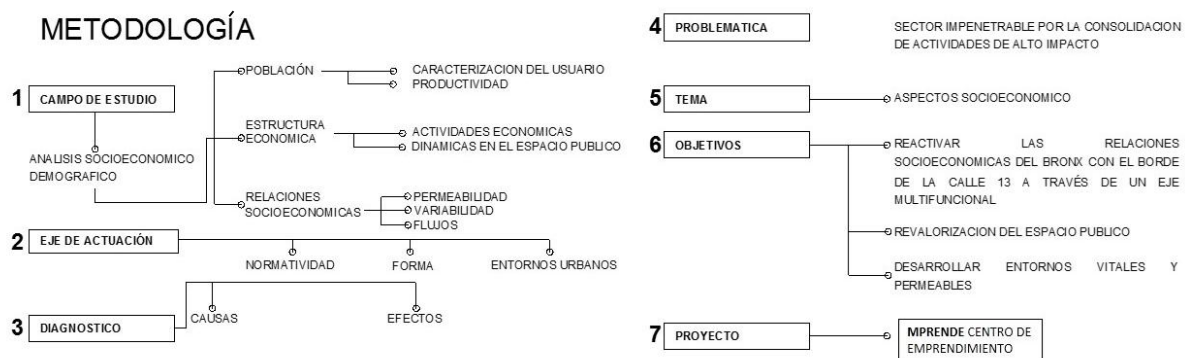 METODOLOGÍA
1 CAMPO DE ESTUDIO
ANALISIS SOCIOECONOMICO
DEMOGRAFICO
POBLACIÓN
CARACTERIZACION DEL USUARIO
PRODUCTIVIDAD
ESTRUCTURA
ECONOMICA
ACTIVIDADES ECONOMICAS
DINAMICAS EN EL ESPACIO PUBLICO
RELACIONES
SOCIOECONOMICAS
PERMEABILIDAD
VARIABILIDAD
FLUJOS
2 EJE DE ACTUACIÓN
NORMATIVIDAD
FORMA
ENTORNOS URBANOS
3 DIAGNOSTICO
CAUSAS
EFECTOS
4 PROBLEMATICA
SECTOR IMPENETRABLE POR LA CONSOLIDACION
DE ACTIVIDADES DE ALTO IMPACTO
5 TEMA
ASPECTOS SOCIOECONOMICO
6 OBJETIVOS
REACTIVAR LAS RELACIONES
SOCIOECONOMICAS DEL BRONX CON EL BORDE
DE LA CALLE 13 A TRAVÉS DE UN EJE
MULTIFUNCIONAL
REVALORIZACION DEL ESPACIO PUBLICO
DESARROLLAR ENTORNOS VITALES Y
PERMEABLES
7 PROYECTO
MPRENDE CENTRO DE
EMPRENDIMIENTO